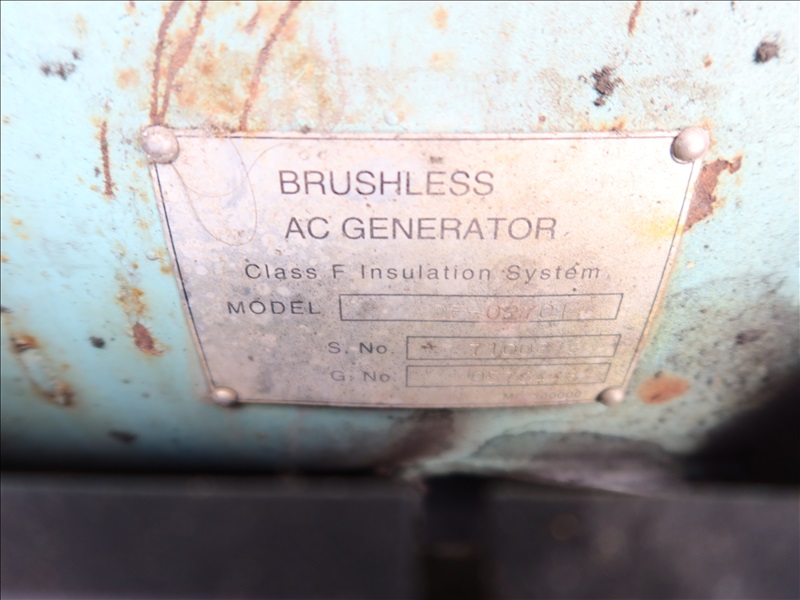 BRUSHLESS
AC GENERATOR
Class F Insulation System
MODEL
S. No.
G. No.